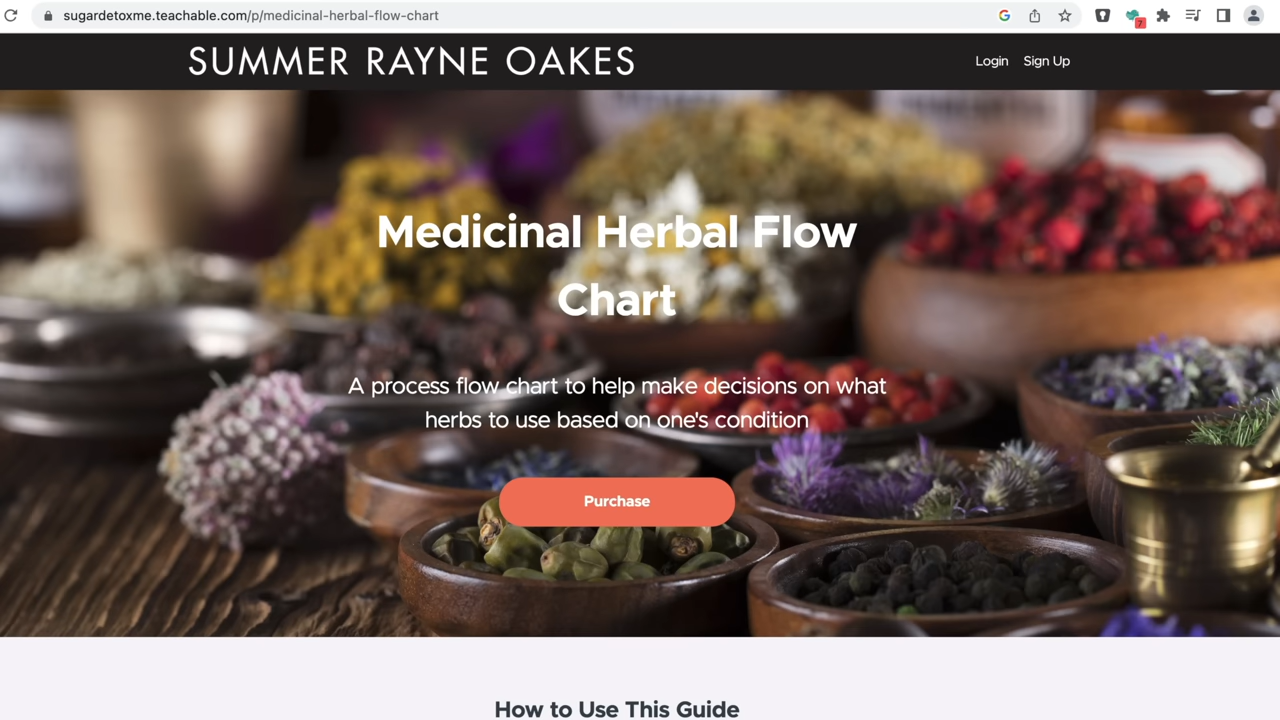 sugardetoxme.teachable.com/p/medicinal-herbal-flow-chart
7
SUMMER RAYNE OAKES
Login Sign Up
Medicinal Herbal Flow
Chart
A process flow chart to help make decisions on what
herbs to use based on one's condition
Purchase
How to Use This Guide